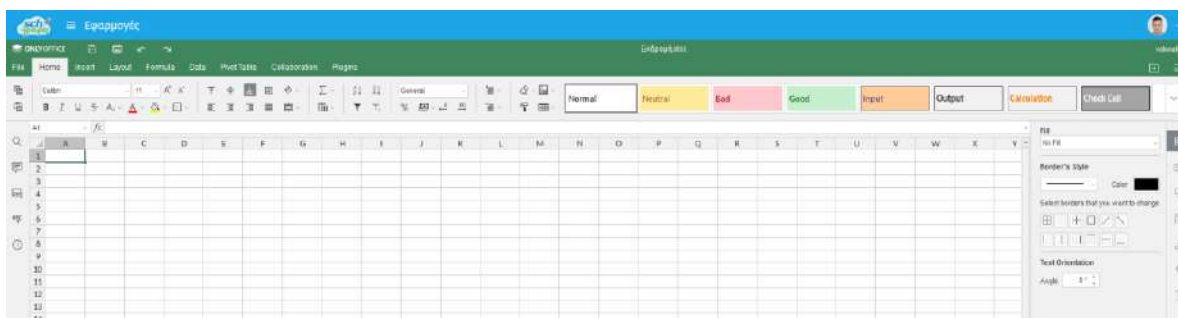 sch
Εφαρμογές
ONLYOFFICE
File Home Insert Layout Formula Data Pivot Table Collaboration Plugins
Calibri 11 General
B I U
Normal Neutral Bad Good Input Output Calculation Check Cell
A1 fx
A B C D E F G H I J K L M N O P Q R S T U V W X Y
1
2
3
4
5
6
7
8
9
10
11
12
13
Fill
No Fill
Border's Style
Color
Select borders that you want to change
Text Orientation
Angle